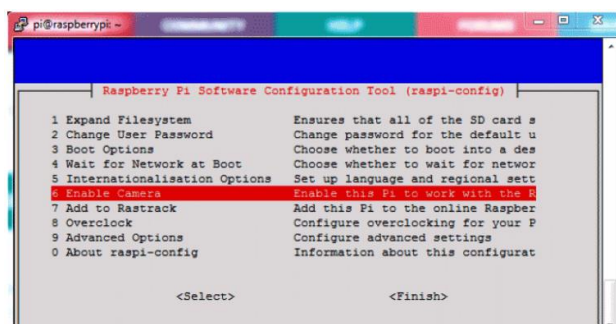 pi@raspberrypi: ~
Raspberry Pi Software Configuration Tool (raspi-config)
1 Expand Filesystem Ensures that all of the SD card s
2 Change User Password Change password for the default u
3 Boot Options Choose whether to boot into a des
4 Wait for Network at Boot Choose whether to wait for networ
5 Internationalisation Options Set up language and regional sett
6 Enable Camera Enable this Pi to work with the R
7 Add to Rastrack Add this Pi to the online Raspber
8 Overclock Configure overclocking for your P
9 Advanced Options Configure advanced settings
0 About raspi-config Information about this configurat
<Select> <Finish>